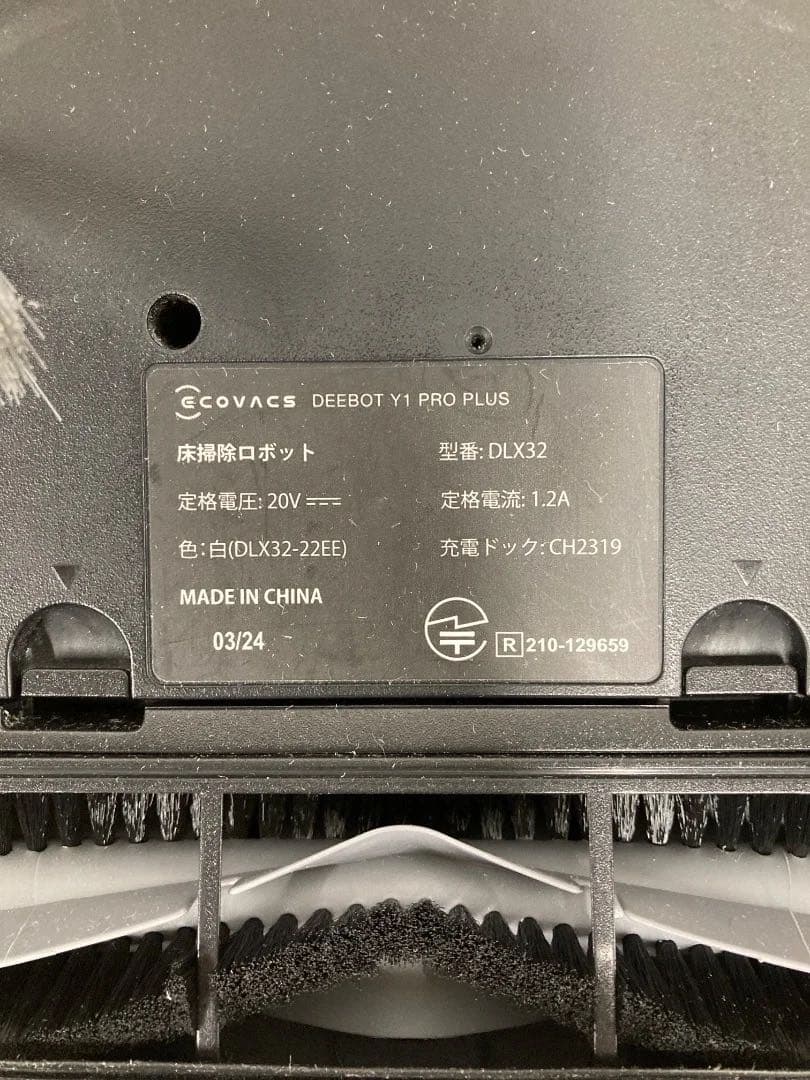 ECOVACS DEEBOT Y1 PRO PLUS
床掃除ロボット 型番: DLX32
定格電圧: 20V 定格電流: 1.2A
色：白(DLX32-22EE) 充電ドック: CH2319
MADE IN CHINA
03/24 R 210-129659